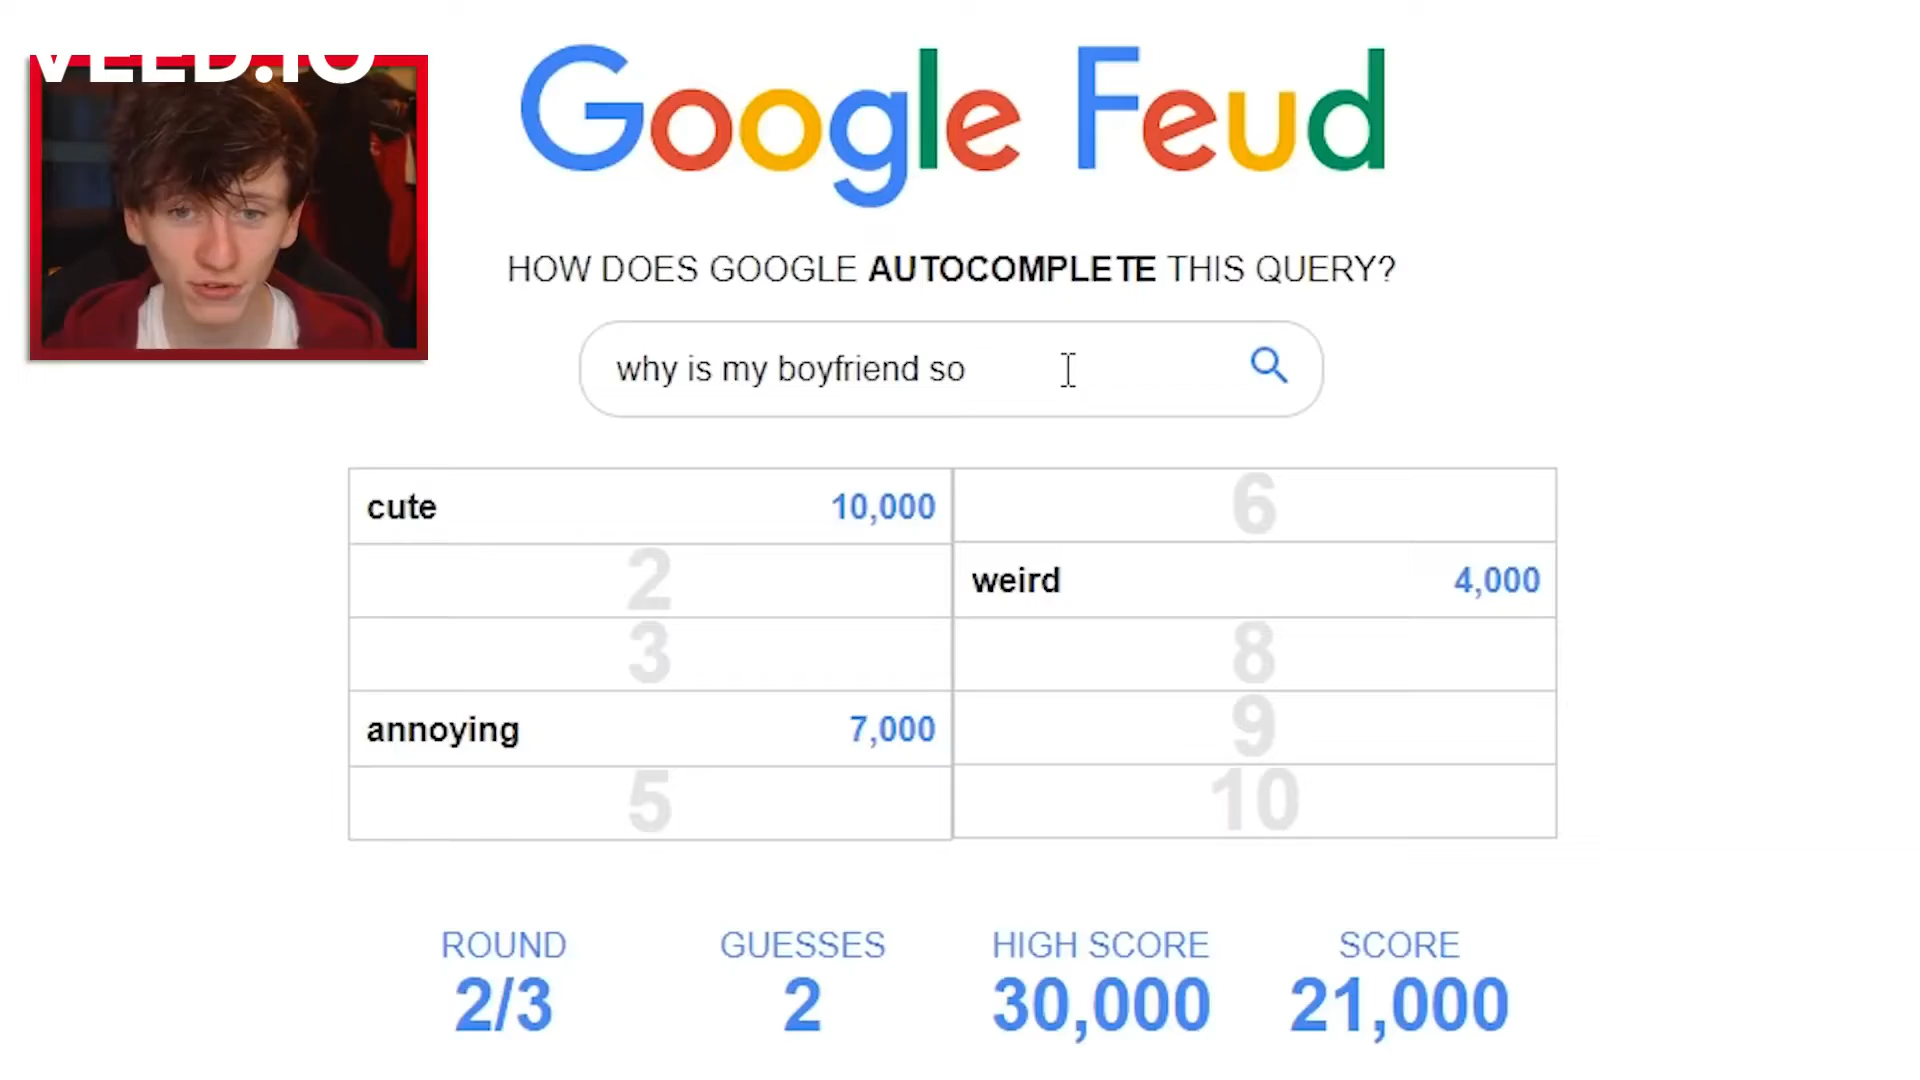 VEED.IO
Google Feud
HOW DOES GOOGLE AUTOCOMPLETE THIS QUERY?
why is my boyfriend so
cute 10,000
2
3
annoying 7,000
5
6
weird 4,000
8
9
10
ROUND GUESSES HIGH SCORE SCORE
2/3 2 30,000 21,000